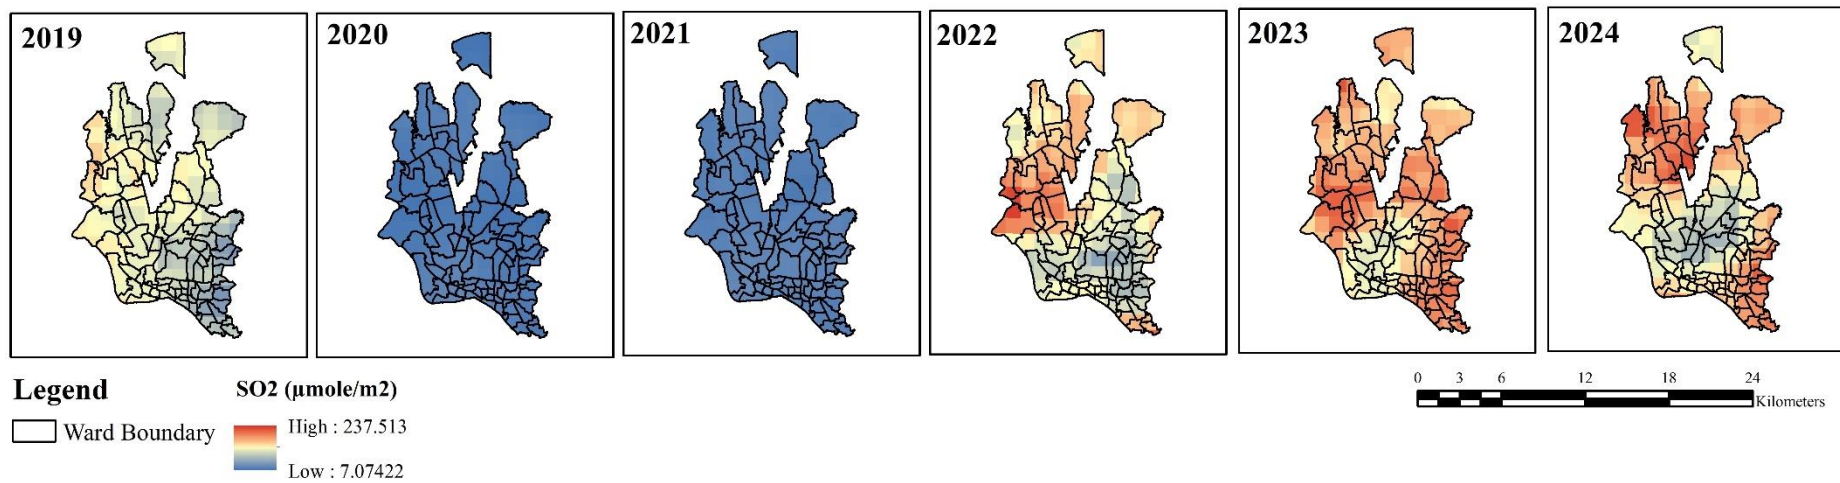 2019
2020
2021
2022
2023
2024
Legend
Ward Boundary
SO2 (µmole/m2)
High : 237.513
Low : 7.07422
0 3 6 12 18 24
Kilometers